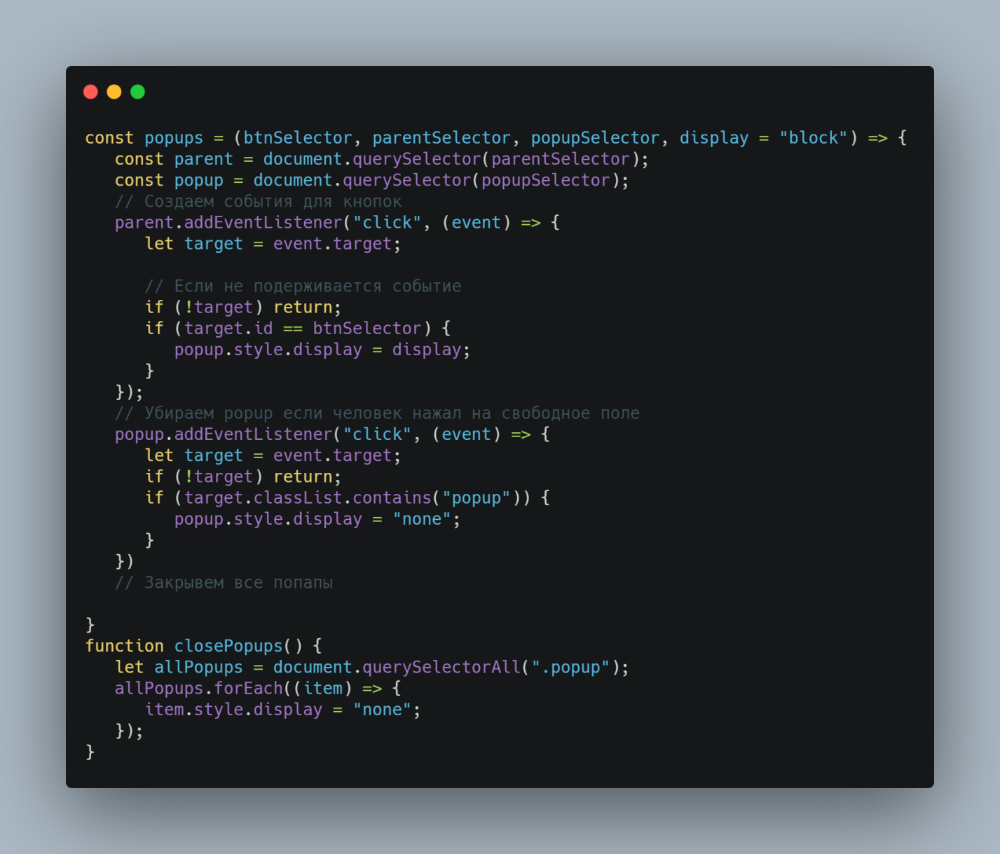 const popups = (btnSelector, parentSelector, popupSelector, display = "block") => {
   const parent = document.querySelector(parentSelector);
   const popup = document.querySelector(popupSelector);
   // Создаем события для кнопок
   parent.addEventListener("click", (event) => {
      let target = event.target;

      // Если не подерживается событие
      if (!target) return;
      if (target.id == btnSelector) {
         popup.style.display = display;
      }
   });
   // Убираем popup если человек нажал на свободное поле
   popup.addEventListener("click", (event) => {
      let target = event.target;
      if (!target) return;
      if (target.classList.contains("popup")) {
         popup.style.display = "none";
      }
   })
   // Закрывем все попапы

}
function closePopups() {
   let allPopups = document.querySelectorAll(".popup");
   allPopups.forEach((item) => {
      item.style.display = "none";
   });
}